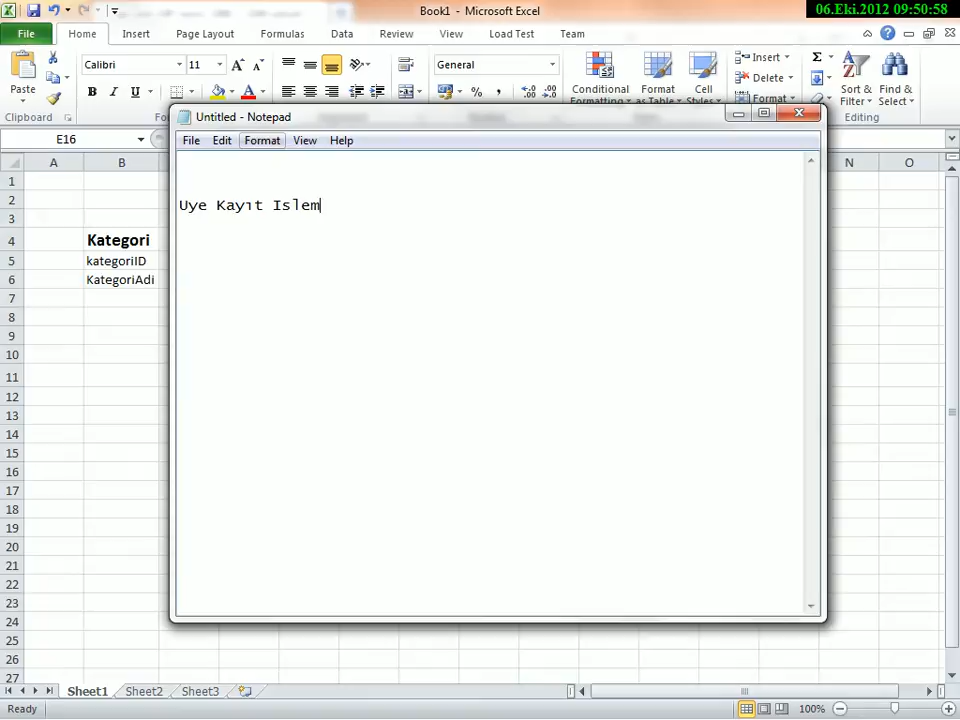 Book1 - Microsoft Excel
06.Eki.2012 09:50:58
File Home Insert Page Layout Formulas Data Review View Load Test Team
Calibri 11 General Insert Σ
Delete
Paste Conditional Format Cell Sort & Find &
Formatting as Table Styles Format Filter Select
Clipboard Editing
E16
Untitled - Notepad
File Edit Format View Help
Uye Kayıt Islem
A B N O
1
2
3
4 Kategori
5 kategoriID
6 KategoriAdi
7
8
9
10
11
12
13
14
15
16
17
18
19
20
21
22
23
24
25
26
27
Sheet1 Sheet2 Sheet3
Ready 100%